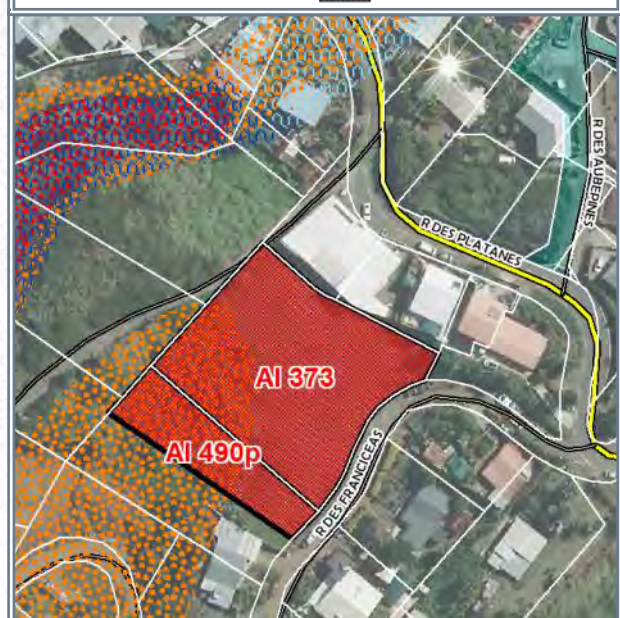 R DES AUBEPINES
R DES PLATANES
AI 373
AI 490p
R DES FRANCICEAS